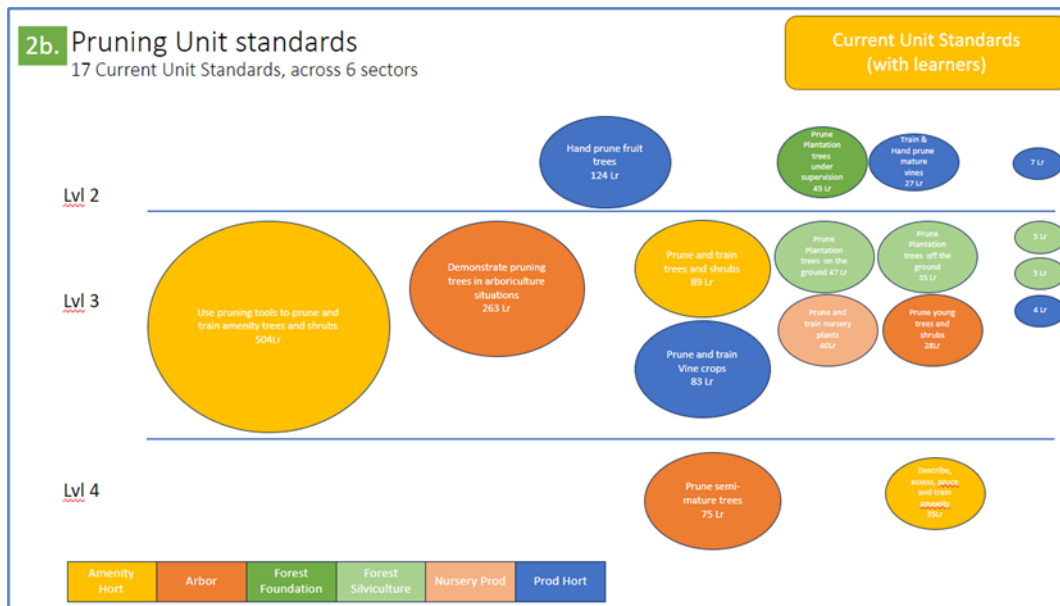 2b. Pruning Unit standards
17 Current Unit Standards, across 6 sectors
Current Unit Standards
(with learners)
Lvl 2
Hand prune fruit
trees
124 Lr
Prune
Plantation
trees
under
supervision
45 Lr
Train &
Hand prune
mature
vines
27 Lr
7 Lr
Lvl 3
Use pruning tools to prune and
train amenity trees and shrubs
504Lr
Demonstrate pruning
trees in arboriculture
situations
263 Lr
Prune and train
trees and shrubs
89 Lr
Prune and train
Vine crops
83 Lr
Prune
Plantation
trees on the
ground 47 Lr
Prune
Plantation
trees off the
ground
35 Lr
Prune and
train nursery
plants
40Lr
Prune young
trees and
shrubs
28Lr
5 Lr
3 Lr
4 Lr
Lvl 4
Prune semi-
mature trees
75 Lr
Describe,
assess, pruce
and train
amenity
Amenity
Hort
Arbor
Forest
Foundation
Forest
Silviculture
Nursery Prod
Prod Hort